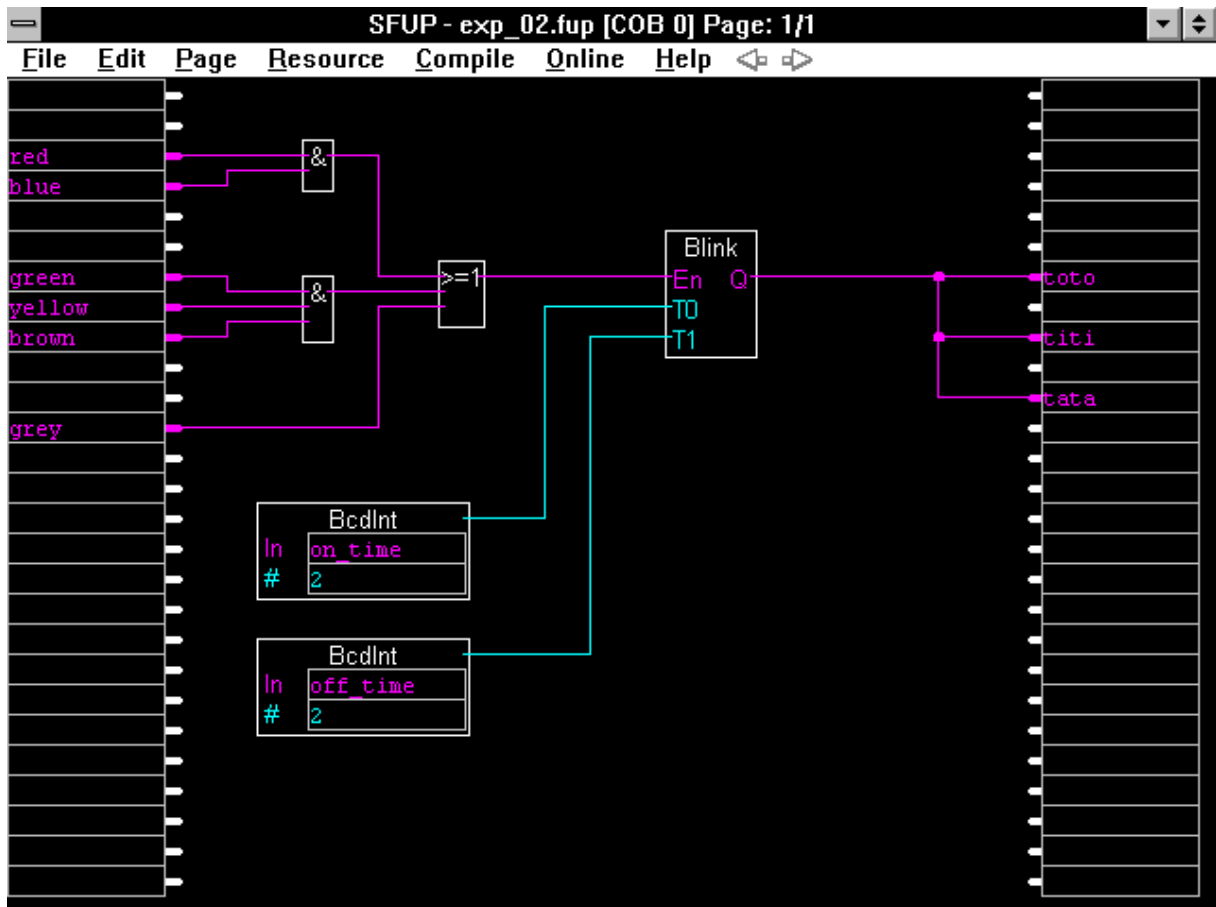 SFUP - exp_02.fup [COB 0] Page: 1/1
File Edit Page Resource Compile Online Help
red
&
blue
Blink
green
>=1
En Q
toto
&
yellow
T0
brown
T1
titi
tata
grey
BcdInt
In on_time
# 2
BcdInt
In off_time
# 2